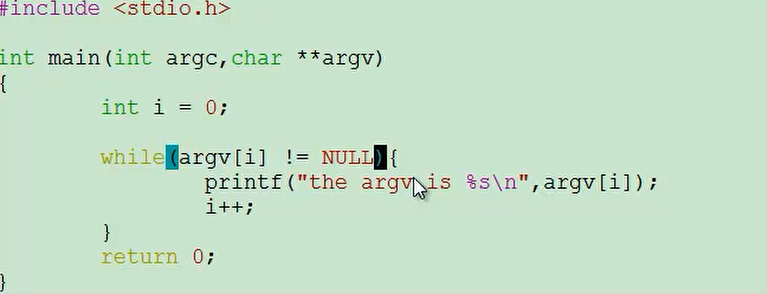 #include <stdio.h>
int main(int argc,char **argv)
{
int i = 0;
while(argv[i] != NULL){
printf("the argv is %s\n",argv[i]);
i++;
}
return 0;
}